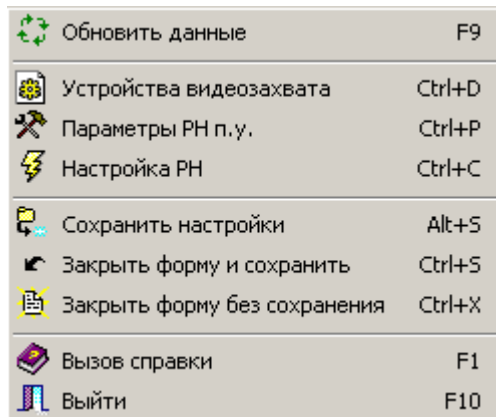 Обновить данные F9
Устройства видеозахвата Ctrl+D
Параметры РН п.у. Ctrl+P
Настройка РН Ctrl+C
Сохранить настройки Alt+S
Закрыть форму и сохранить Ctrl+S
Закрыть форму без сохранения Ctrl+X
Вызов справки F1
Выйти F10